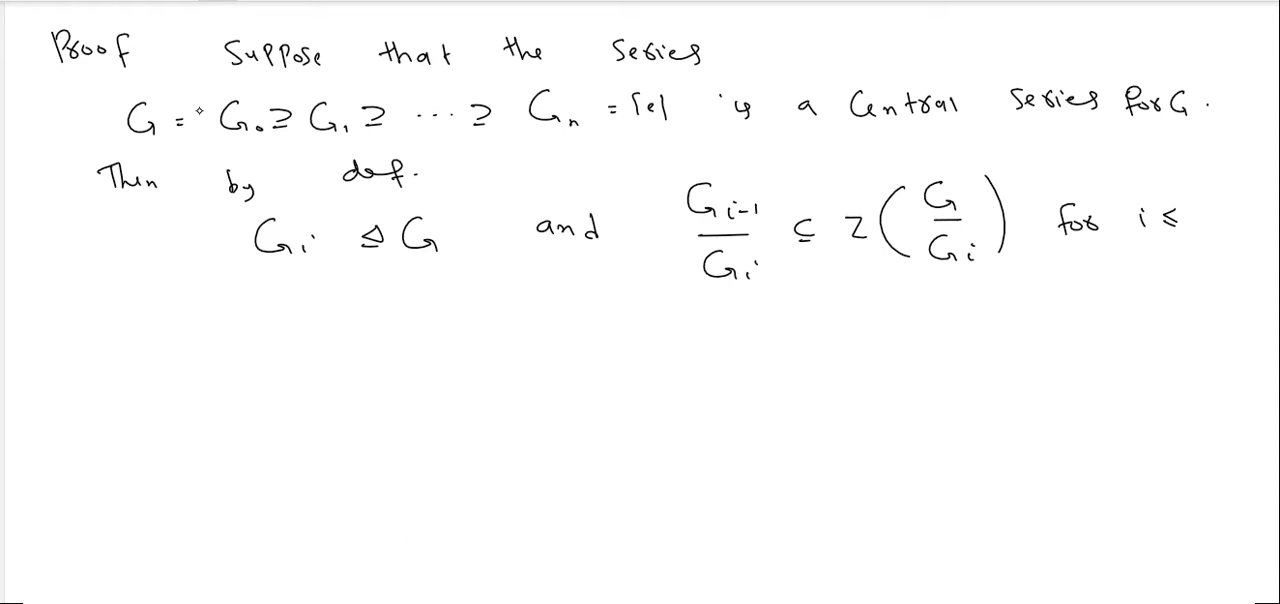 Proof Suppose that the Series
G = G₀ ⊇ G₁ ⊇ ... ⊇ Gₙ = {e} is a Central Series for G.
Then by def.
Gᵢ ⊴ G and Gᵢ₋₁/Gᵢ ⊆ Z(G/Gᵢ) for i ≤